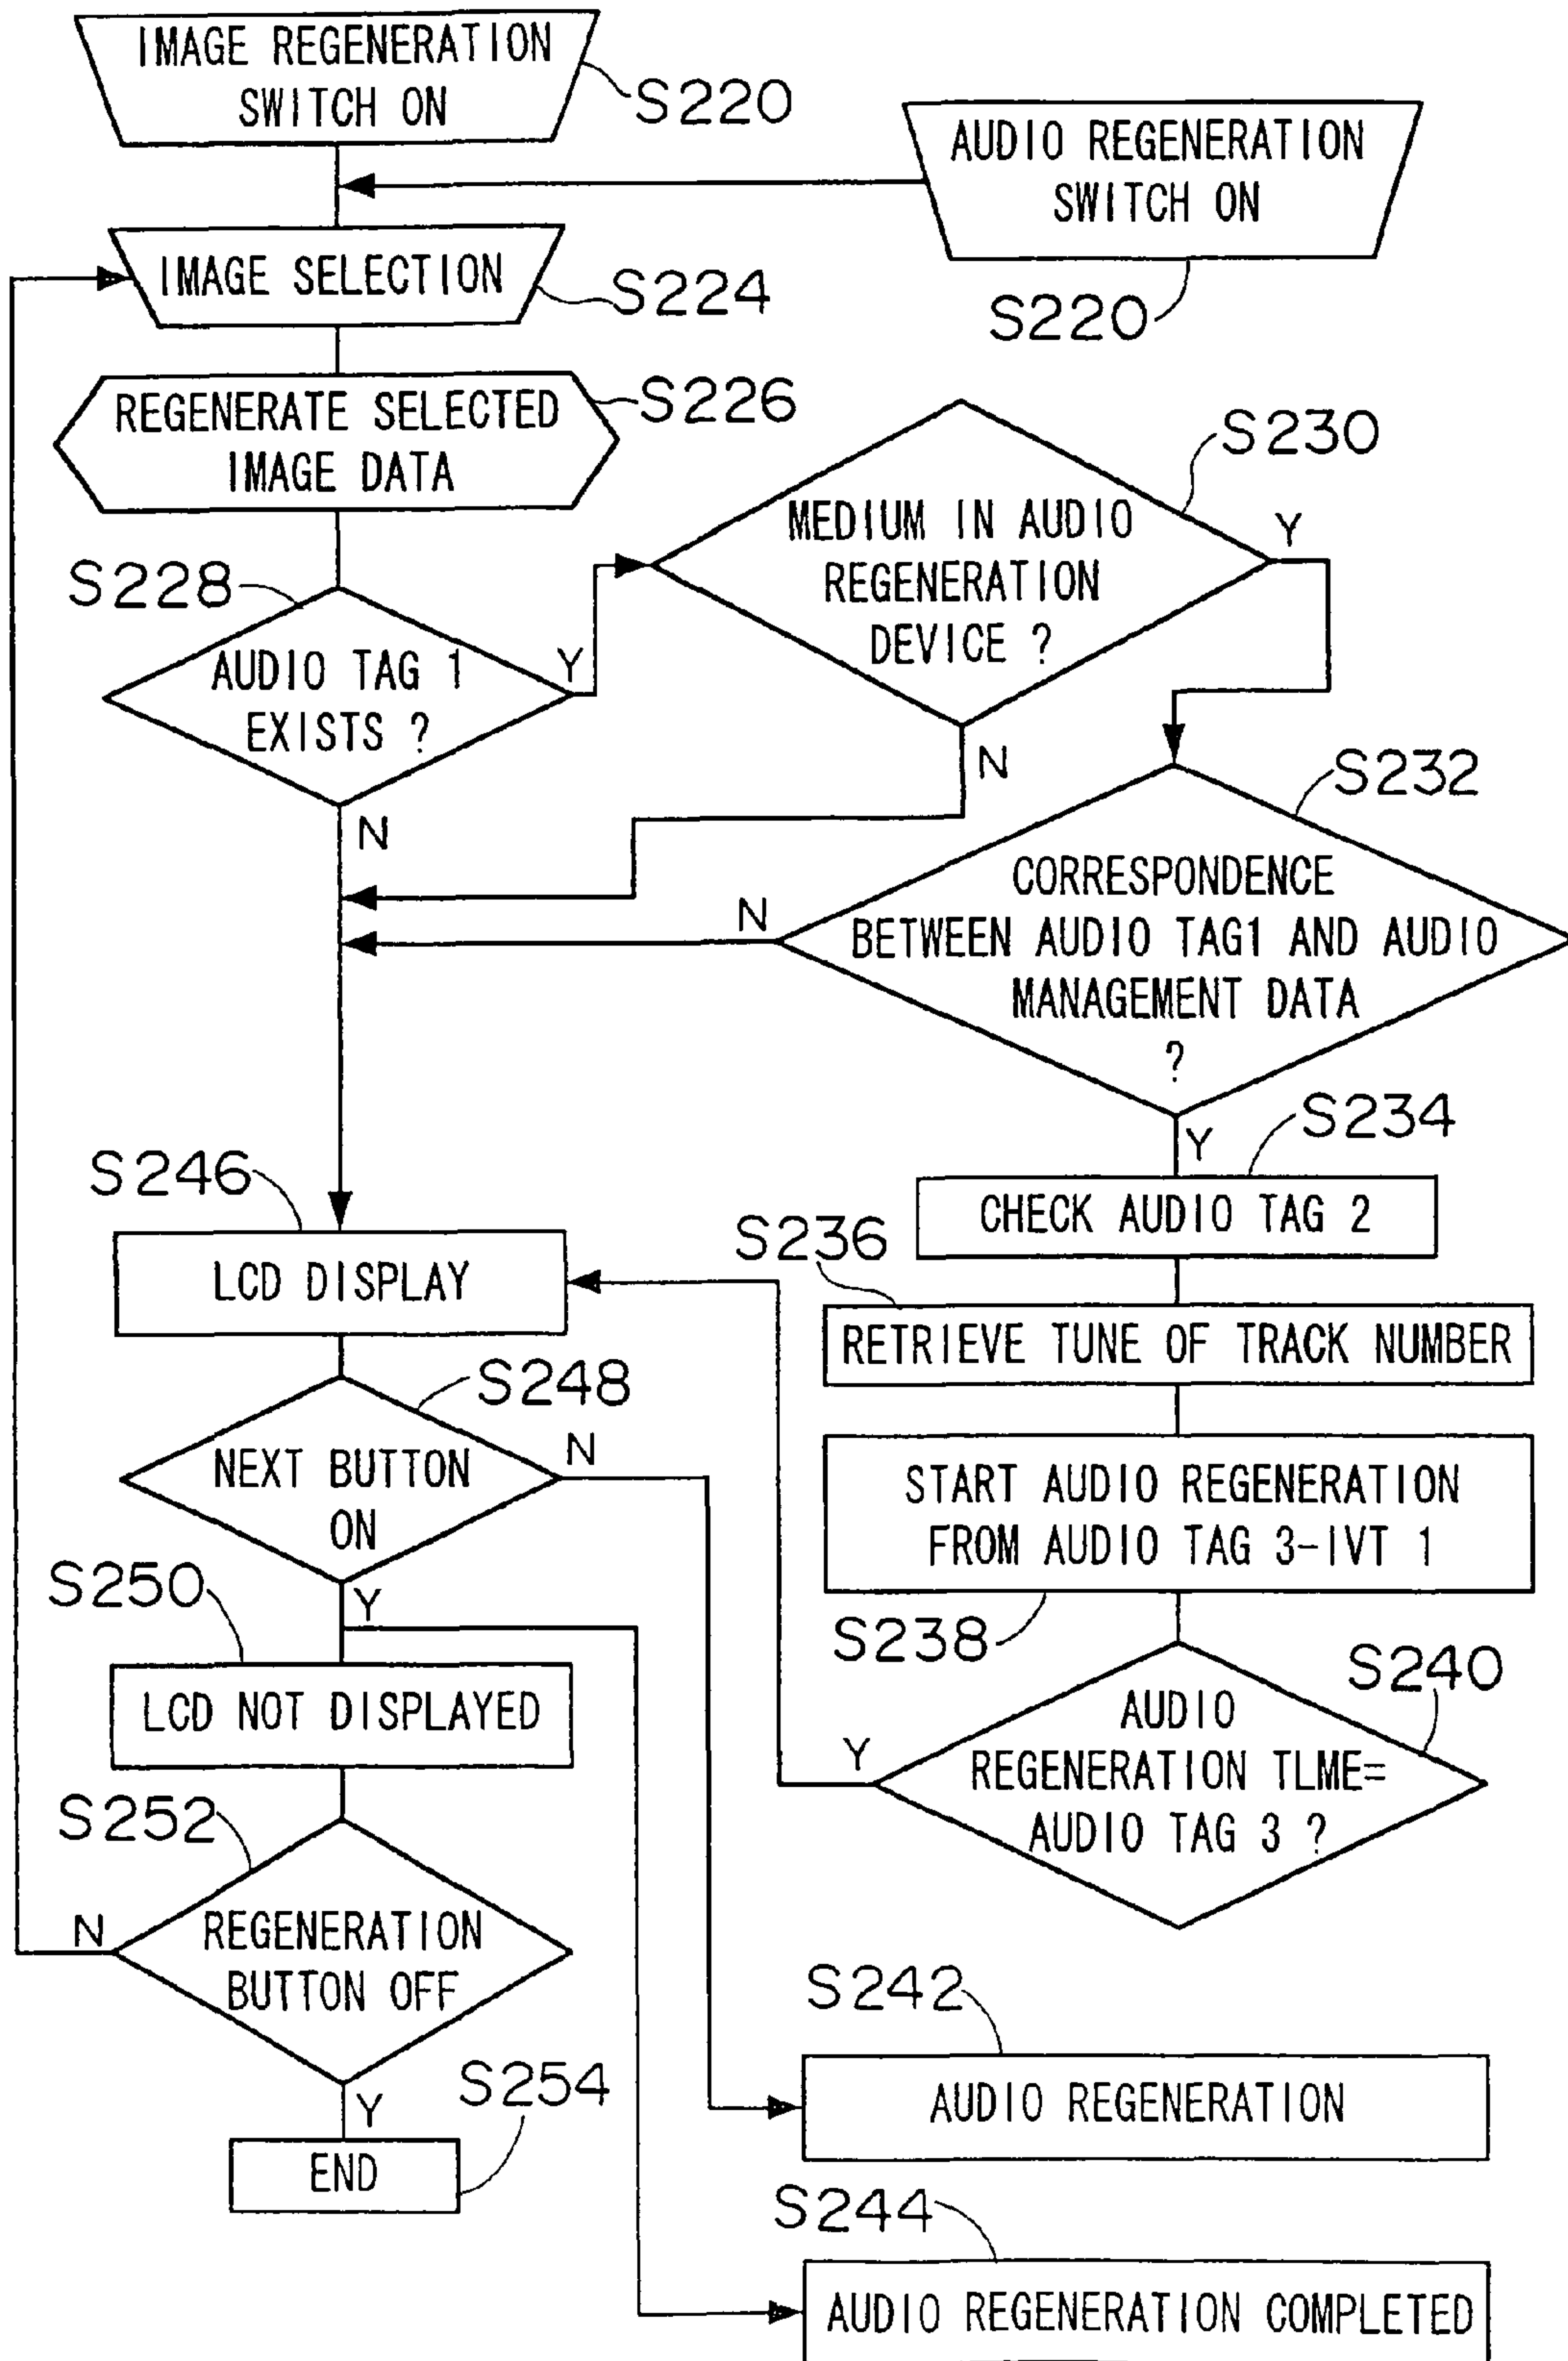 IMAGE REGENERATION
SWITCH ON
S220
AUDIO REGENERATION
SWITCH ON
S220
IMAGE SELECTION
S224
REGENERATE SELECTED
IMAGE DATA
S226
S228
AUDIO TAG 1
EXISTS ?
Y
N
S230
MEDIUM IN AUDIO
REGENERATION
DEVICE ?
Y
N
S232
CORRESPONDENCE
BETWEEN AUDIO TAG1 AND AUDIO
MANAGEMENT DATA
?
N
Y
S234
CHECK AUDIO TAG 2
S236
RETRIEVE TUNE OF TRACK NUMBER
START AUDIO REGENERATION
FROM AUDIO TAG 3-IVT 1
S238
S240
AUDIO
REGENERATION TLME=
AUDIO TAG 3 ?
Y
S246
LCD DISPLAY
S248
NEXT BUTTON
ON
N
Y
S250
LCD NOT DISPLAYED
S252
REGENERATION
BUTTON OFF
N
Y
S254
END
S242
AUDIO REGENERATION
S244
AUDIO REGENERATION COMPLETED